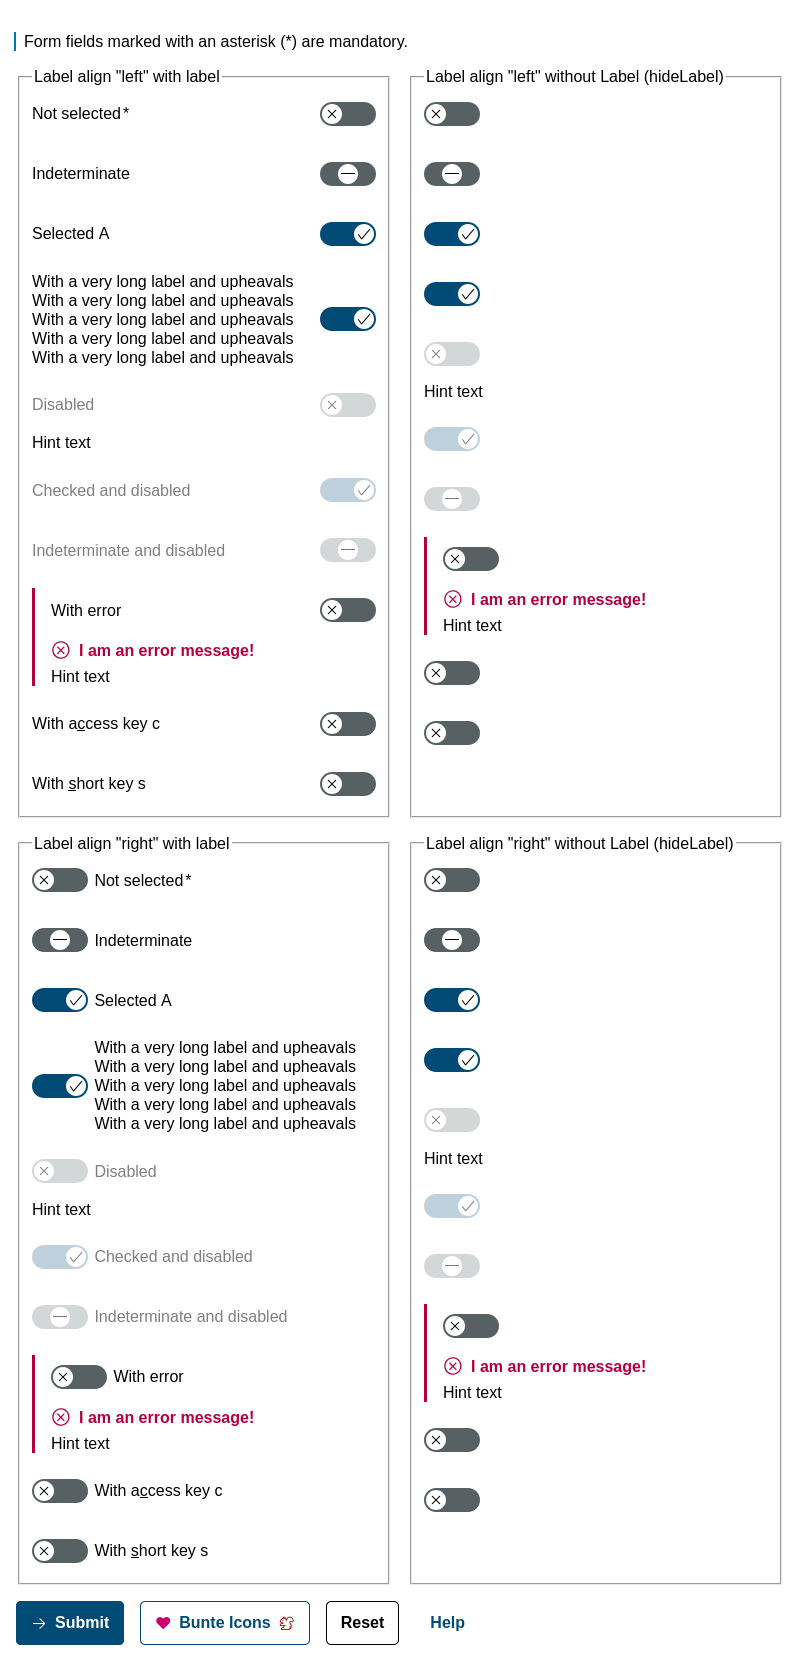 Form fields marked with an asterisk (*) are mandatory.
Label align "left" with label
Not selected*
Indeterminate
Selected A
With a very long label and upheavals
With a very long label and upheavals
With a very long label and upheavals
With a very long label and upheavals
With a very long label and upheavals
Disabled
Hint text
Checked and disabled
Indeterminate and disabled
With error
I am an error message!
Hint text
With access key c
With short key s
Label align "left" without Label (hideLabel)
Hint text
I am an error message!
Hint text
Label align "right" with label
Not selected*
Indeterminate
Selected A
With a very long label and upheavals
With a very long label and upheavals
With a very long label and upheavals
With a very long label and upheavals
With a very long label and upheavals
Disabled
Hint text
Checked and disabled
Indeterminate and disabled
With error
I am an error message!
Hint text
With access key c
With short key s
Label align "right" without Label (hideLabel)
Hint text
I am an error message!
Hint text
Submit
Bunte Icons
Reset
Help